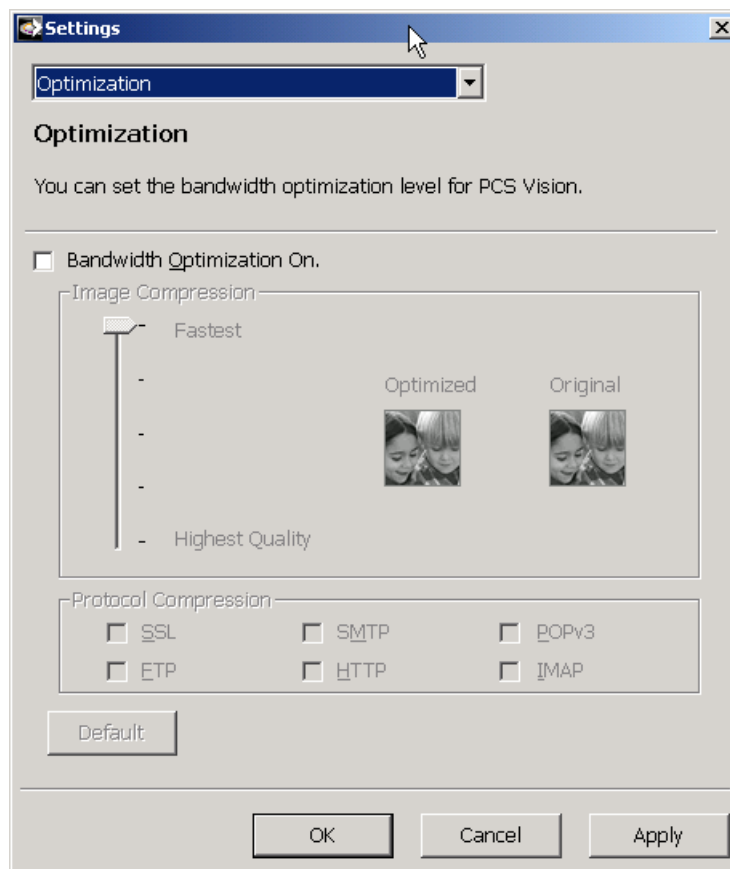 Settings
Optimization
Optimization
You can set the bandwidth optimization level for PCS Vision.
Bandwidth Optimization On.
Image Compression
Fastest
Optimized Original
Highest Quality
Protocol Compression
SSL SMTP POPv3
FTP HTTP IMAP
Default
OK Cancel Apply